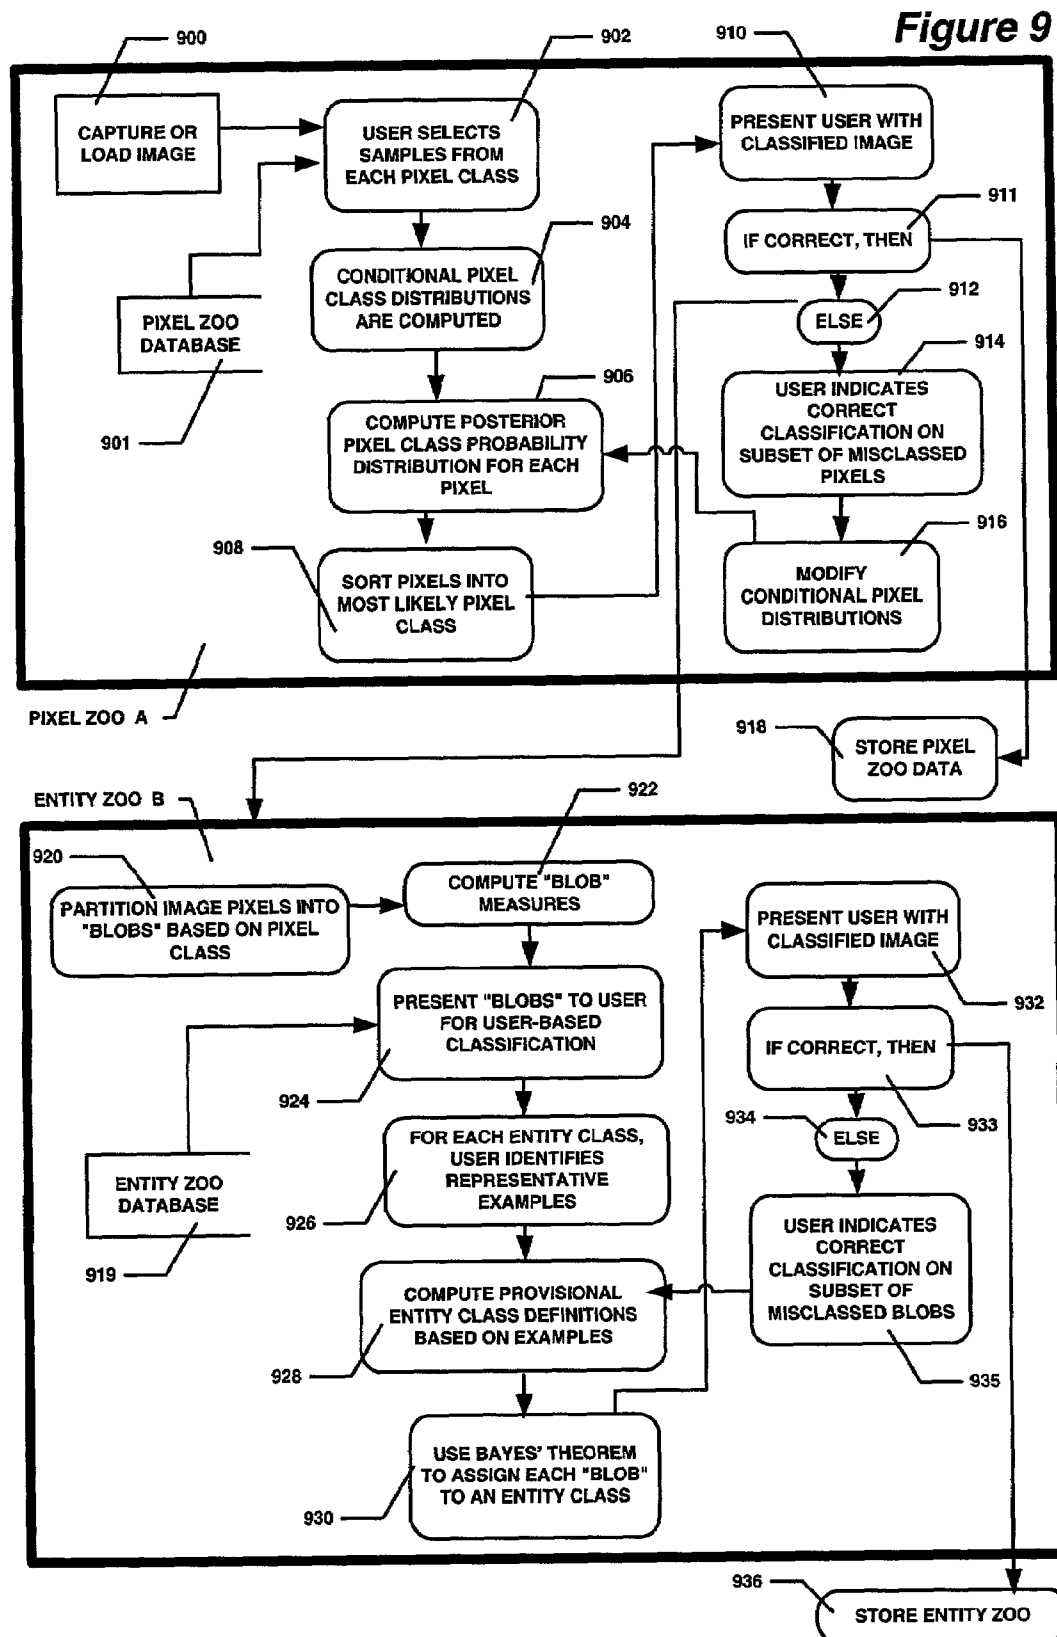 Figure 9
900
902
910
CAPTURE OR
LOAD IMAGE
USER SELECTS
SAMPLES FROM
EACH PIXEL CLASS
PRESENT USER WITH
CLASSIFIED IMAGE
911
904
IF CORRECT, THEN
CONDITIONAL PIXEL
CLASS DISTRIBUTIONS
ARE COMPUTED
912
ELSE
PIXEL ZOO
DATABASE
901
914
906
USER INDICATES
CORRECT
CLASSIFICATION ON
SUBSET OF MISCLASSED
PIXELS
COMPUTE POSTERIOR
PIXEL CLASS PROBABILITY
DISTRIBUTION FOR EACH
PIXEL
916
908
SORT PIXELS INTO
MOST LIKELY PIXEL
CLASS
MODIFY
CONDITIONAL PIXEL
DISTRIBUTIONS
PIXEL ZOO A
918
STORE PIXEL
ZOO DATA
ENTITY ZOO B
922
920
PARTITION IMAGE PIXELS INTO
"BLOBS" BASED ON PIXEL
CLASS
COMPUTE "BLOB"
MEASURES
PRESENT USER WITH
CLASSIFIED IMAGE
932
PRESENT "BLOBS" TO USER
FOR USER-BASED
CLASSIFICATION
924
IF CORRECT, THEN
933
934
ELSE
FOR EACH ENTITY CLASS,
USER IDENTIFIES
REPRESENTATIVE
EXAMPLES
926
ENTITY ZOO
DATABASE
919
USER INDICATES
CORRECT
CLASSIFICATION ON
SUBSET OF
MISCLASSED BLOBS
935
COMPUTE PROVISIONAL
ENTITY CLASS DEFINITIONS
BASED ON EXAMPLES
928
USE BAYES' THEOREM
TO ASSIGN EACH "BLOB"
TO AN ENTITY CLASS
930
936
STORE ENTITY ZOO